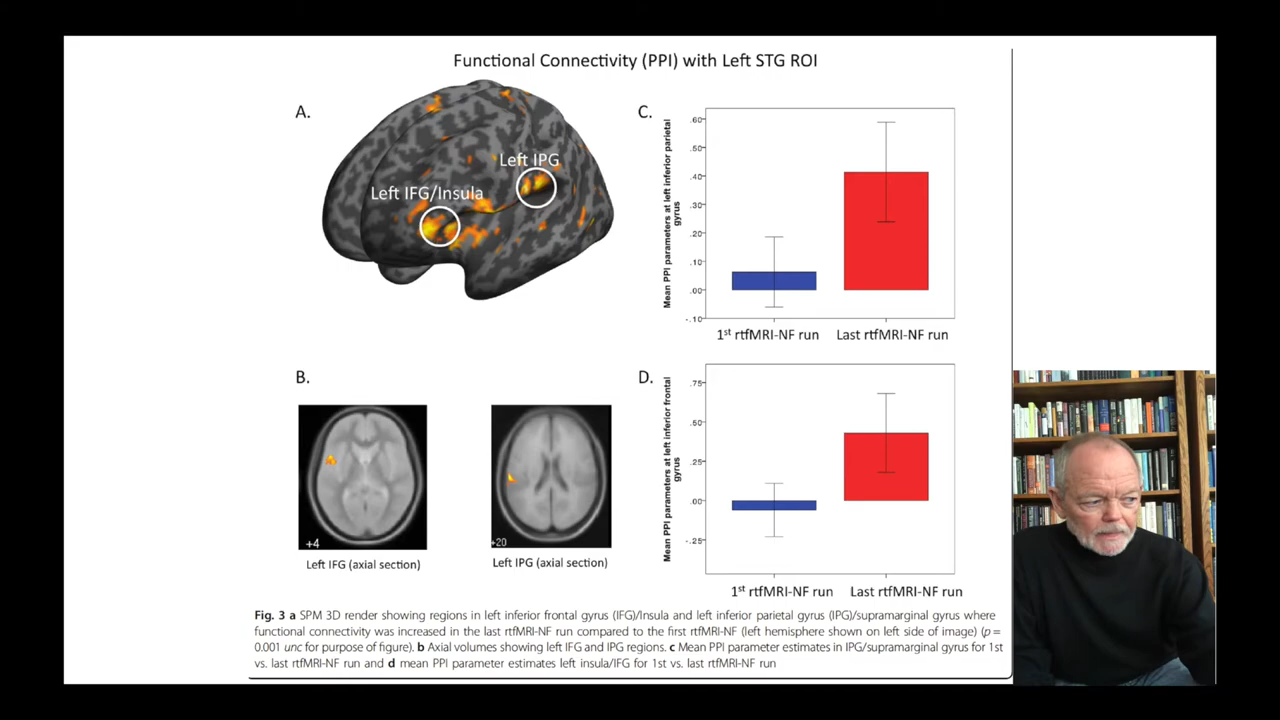 Functional Connectivity (PPI) with Left STG ROI
A.
Left IPG
Left IFG/Insula
C.
Mean PPI parameters at left inferior parietal
gyrus
.60
.50
.40
.30
.20
.10
.00
-.10
1st rtfMRI-NF run
Last rtfMRI-NF run
B.
+4
Left IFG (axial section)
+20
Left IPG (axial section)
D.
Mean PPI parameters at left inferior frontal
gyrus
.75
.50
.25
.00
-.25
1st rtfMRI-NF run
Last rtfMRI-NF run
Fig. 3 a SPM 3D render showing regions in left inferior frontal gyrus (IFG)/Insula and left inferior parietal gyrus (IPG)/supramarginal gyrus where
functional connectivity was increased in the last rtfMRI-NF run compared to the first rtfMRI-NF (left hemisphere shown on left side of image) (p =
0.001 unc for purpose of figure). b Axial volumes showing left IFG and IPG regions. c Mean PPI parameter estimates in IPG/supramarginal gyrus for 1st
vs. last rtfMRI-NF run and d mean PPI parameter estimates left insula/IFG for 1st vs. last rtfMRI-NF run